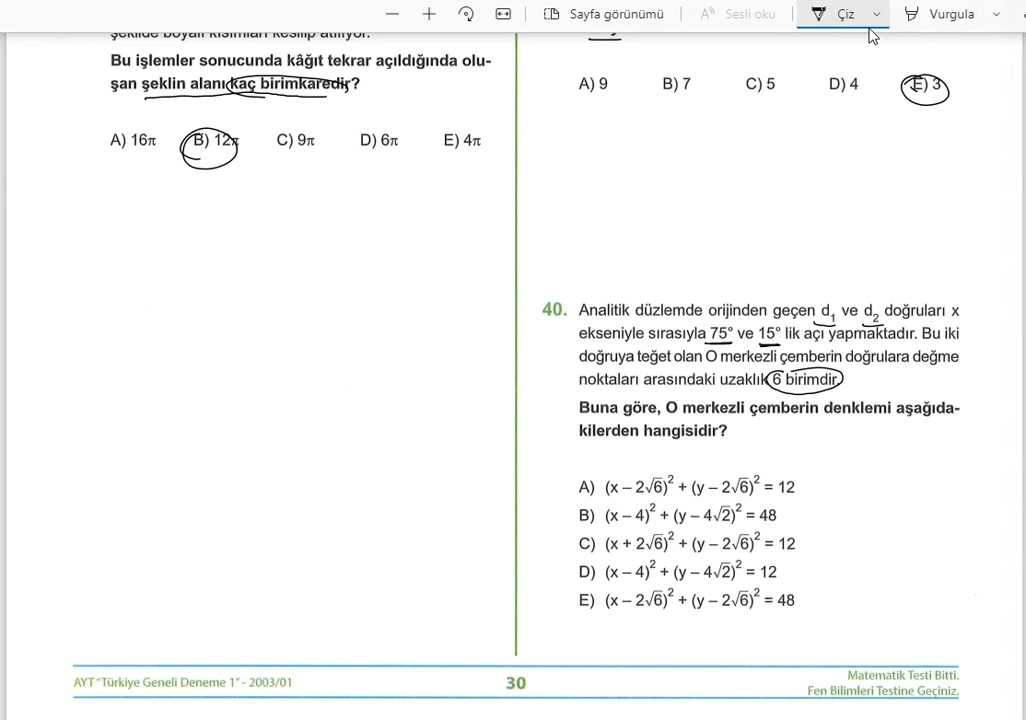 Sayfa görünümü
Sesli oku
Çiz
Vurgula
şekilde boyalı kısımları kesilip atılıyor.
Bu işlemler sonucunda kâğıt tekrar açıldığında olu-
şan şeklin alanı kaç birimkaredir?
A) 16π B) 12π C) 9π D) 6π E) 4π
A) 9 B) 7 C) 5 D) 4 E) 3
40. Analitik düzlemde orijinden geçen d₁ ve d₂ doğruları x
ekseniyle sırasıyla 75° ve 15° lik açı yapmaktadır. Bu iki
doğruya teğet olan O merkezli çemberin doğrulara değme
noktaları arasındaki uzaklık 6 birimdir.
Buna göre, O merkezli çemberin denklemi aşağıda-
kilerden hangisidir?
A) (x – 2√6)² + (y – 2√6)² = 12
B) (x – 4)² + (y – 4√2)² = 48
C) (x + 2√6)² + (y – 2√6)² = 12
D) (x – 4)² + (y – 4√2)² = 12
E) (x – 2√6)² + (y – 2√6)² = 48
AYT "Türkiye Geneli Deneme 1" - 2003/01
30
Matematik Testi Bitti.
Fen Bilimleri Testine Geçiniz.